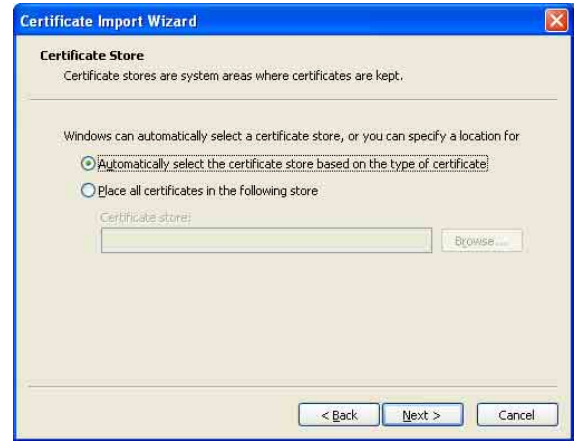 Certificate Import Wizard
Certificate Store
Certificate stores are system areas where certificates are kept.
Windows can automatically select a certificate store, or you can specify a location for
Automatically select the certificate store based on the type of certificate
Place all certificates in the following store
Certificate store:
Browse...
< Back
Next >
Cancel